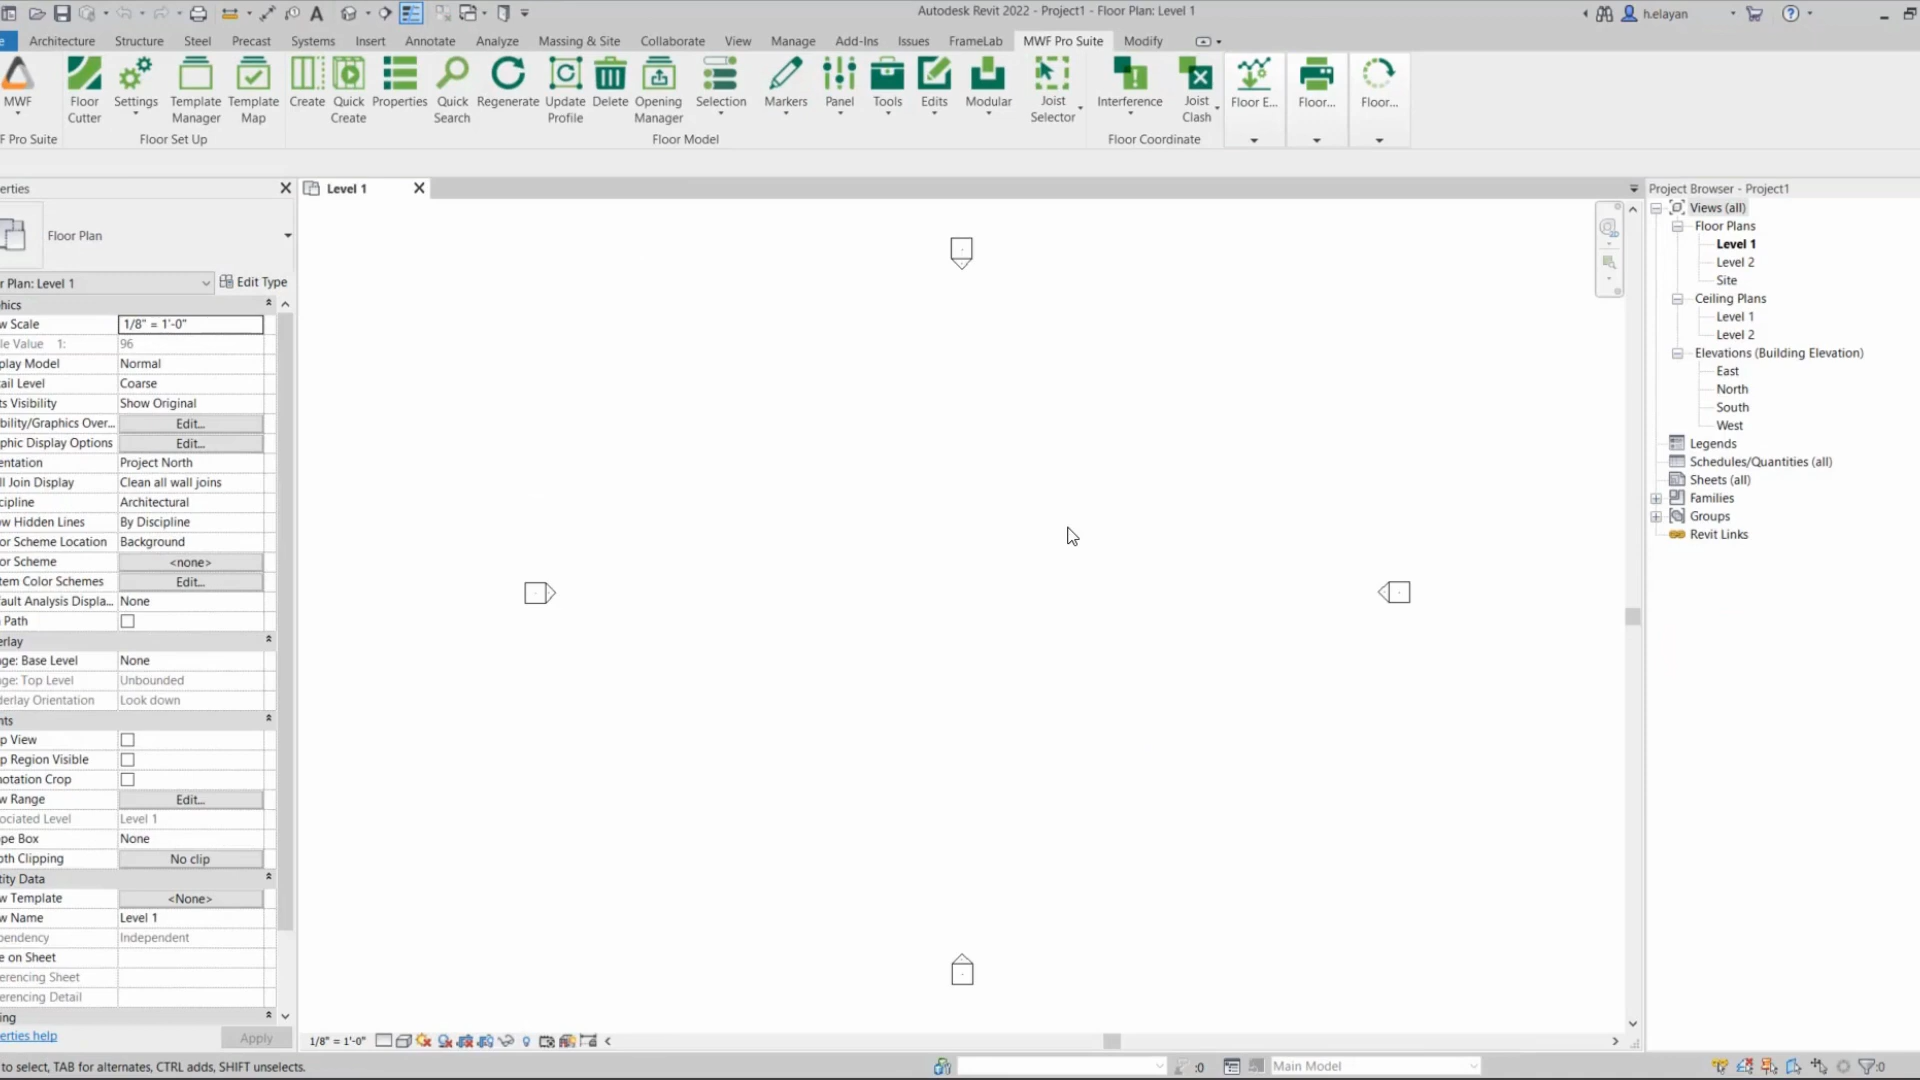 Autodesk Revit 2022 - Project1 - Floor Plan: Level 1
h.elayan
Architecture Structure Steel Precast Systems Insert Annotate Analyze Massing & Site Collaborate View Manage Add-Ins Issues FrameLab MWF Pro Suite Modify
MWF
Floor Cutter
Settings
Template Manager
Template Map
Create
Quick Create
Properties
Quick Search
Regenerate
Update Profile
Delete
Opening Manager
Selection
Markers
Panel
Tools
Edits
Modular
Joist Selector
Interference
Joist Clash
Floor E...
Floor...
Floor...
F Pro Suite
Floor Set Up
Floor Model
Floor Coordinate
erties
Floor Plan
r Plan: Level 1
Edit Type
hics
w Scale 1/8" = 1'-0"
le Value 1: 96
play Model Normal
ail Level Coarse
ts Visibility Show Original
bility/Graphics Over... Edit...
phic Display Options Edit...
entation Project North
ll Join Display Clean all wall joins
cipline Architectural
w Hidden Lines By Discipline
or Scheme Location Background
or Scheme <none>
tem Color Schemes Edit...
fault Analysis Displa... None
Path
erlay
ge: Base Level None
ge: Top Level Unbounded
derlay Orientation Look down
nts
p View
p Region Visible
notation Crop
w Range Edit...
ociated Level Level 1
pe Box None
oth Clipping No clip
tity Data
w Template <None>
w Name Level 1
pendency Independent
e on Sheet
erencing Sheet
erencing Detail
ing
erties help
Apply
Level 1
1/8" = 1'-0"
Project Browser - Project1
Views (all)
Floor Plans
Level 1
Level 2
Site
Ceiling Plans
Level 1
Level 2
Elevations (Building Elevation)
East
North
South
West
Legends
Schedules/Quantities (all)
Sheets (all)
Families
Groups
Revit Links
to select, TAB for alternates, CTRL adds, SHIFT unselects.
:0
Main Model
:0